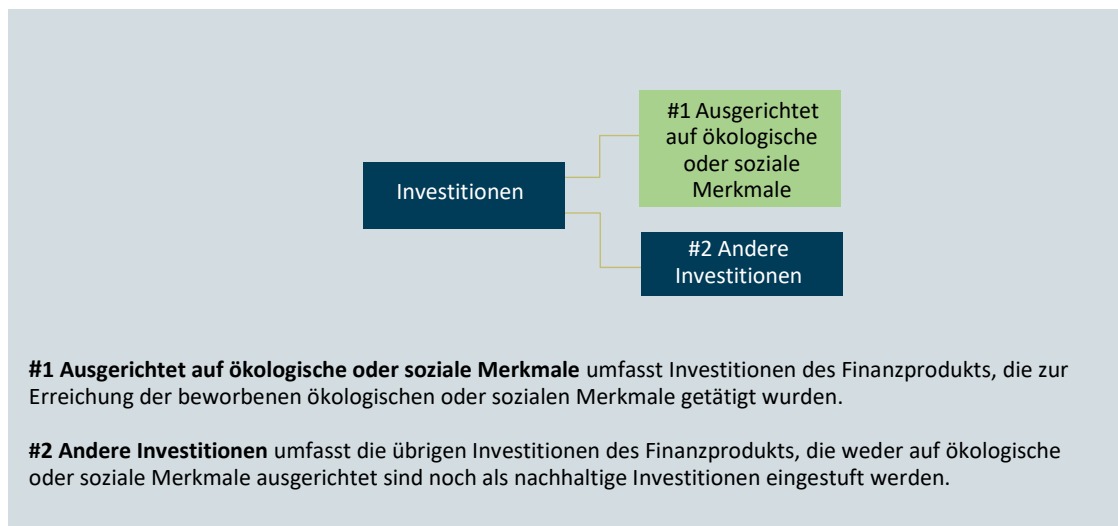 #1 Ausgerichtet
auf ökologische
oder soziale
Merkmale
Investitionen
#2 Andere
Investitionen
#1 Ausgerichtet auf ökologische oder soziale Merkmale umfasst Investitionen des Finanzprodukts, die zur
Erreichung der beworbenen ökologischen oder sozialen Merkmale getätigt wurden.
#2 Andere Investitionen umfasst die übrigen Investitionen des Finanzprodukts, die weder auf ökologische
oder soziale Merkmale ausgerichtet sind noch als nachhaltige Investitionen eingestuft werden.